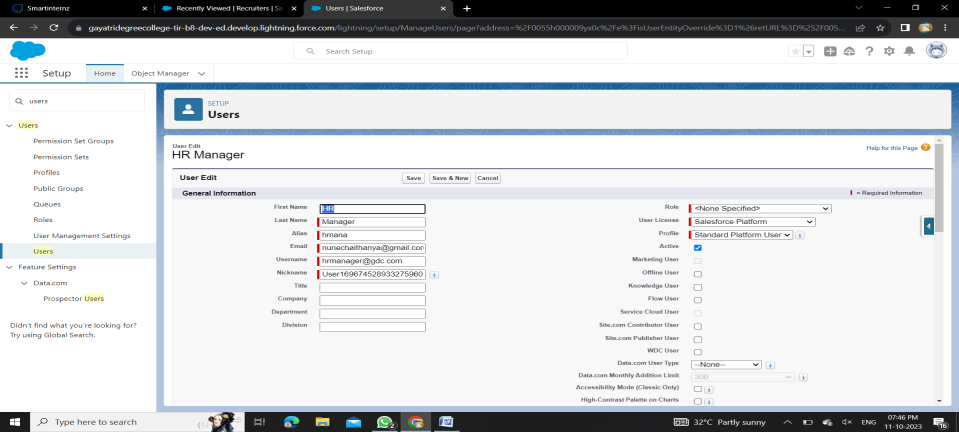 Smartinternz
Recently Viewed | Recruiters | Sa
Users | Salesforce
gayatridegreecollege-tir-b8-dev-ed.develop.lightning.force.com/lightning/setup/ManageUsers/page?address=%2F0055h000009yx0c%2Fe%3FisUserEntityOverride%3D1%26retURL%3D%252F005...
Search Setup
Setup
Home
Object Manager
users
Users
Permission Set Groups
Permission Sets
Profiles
Public Groups
Queues
Roles
User Management Settings
Users
Feature Settings
Data.com
Prospector Users
Didn't find what you're looking for?
Try using Global Search.
SETUP
Users
User Edit
HR Manager
Help for this Page
User Edit
Save
Save & New
Cancel
General Information
= Required Information
First Name HR
Last Name Manager
Alias hmana
Email nunechaithanya@gmail.con
Username hrmanager@gdc.com
Nickname User169674528933275960
Title
Company
Department
Division
Role <None Specified>
User License Salesforce Platform
Profile Standard Platform User
Active
Marketing User
Offline User
Knowledge User
Flow User
Service Cloud User
Site.com Contributor User
Site.com Publisher User
WDC User
Data.com User Type --None--
Data.com Monthly Addition Limit 300
Accessibility Mode (Classic Only)
High-Contrast Palette on Charts
Type here to search
32°C Partly sunny
ENG
07:46 PM
11-10-2023